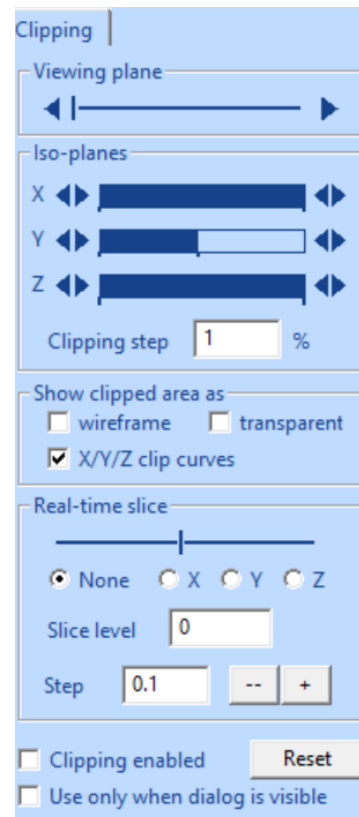 Clipping
Viewing plane
Iso-planes
X
Y
Z
Clipping step 1 %
Show clipped area as
wireframe transparent
X/Y/Z clip curves
Real-time slice
None X Y Z
Slice level 0
Step 0.1 -- +
Clipping enabled Reset
Use only when dialog is visible